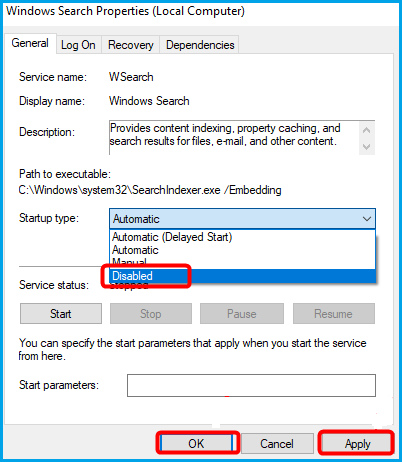 Windows Search Properties (Local Computer)
General Log On Recovery Dependencies
Service name: WSearch
Display name: Windows Search
Description: Provides content indexing, property caching, and
search results for files, e-mail, and other content.
Path to executable:
C:\Windows\system32\SearchIndexer.exe /Embedding
Startup type: Automatic
Automatic (Delayed Start)
Automatic
Manual
Disabled
Service status: Stopped
Start Stop Pause Resume
You can specify the start parameters that apply when you start the service
from here.
Start parameters:
OK Cancel Apply